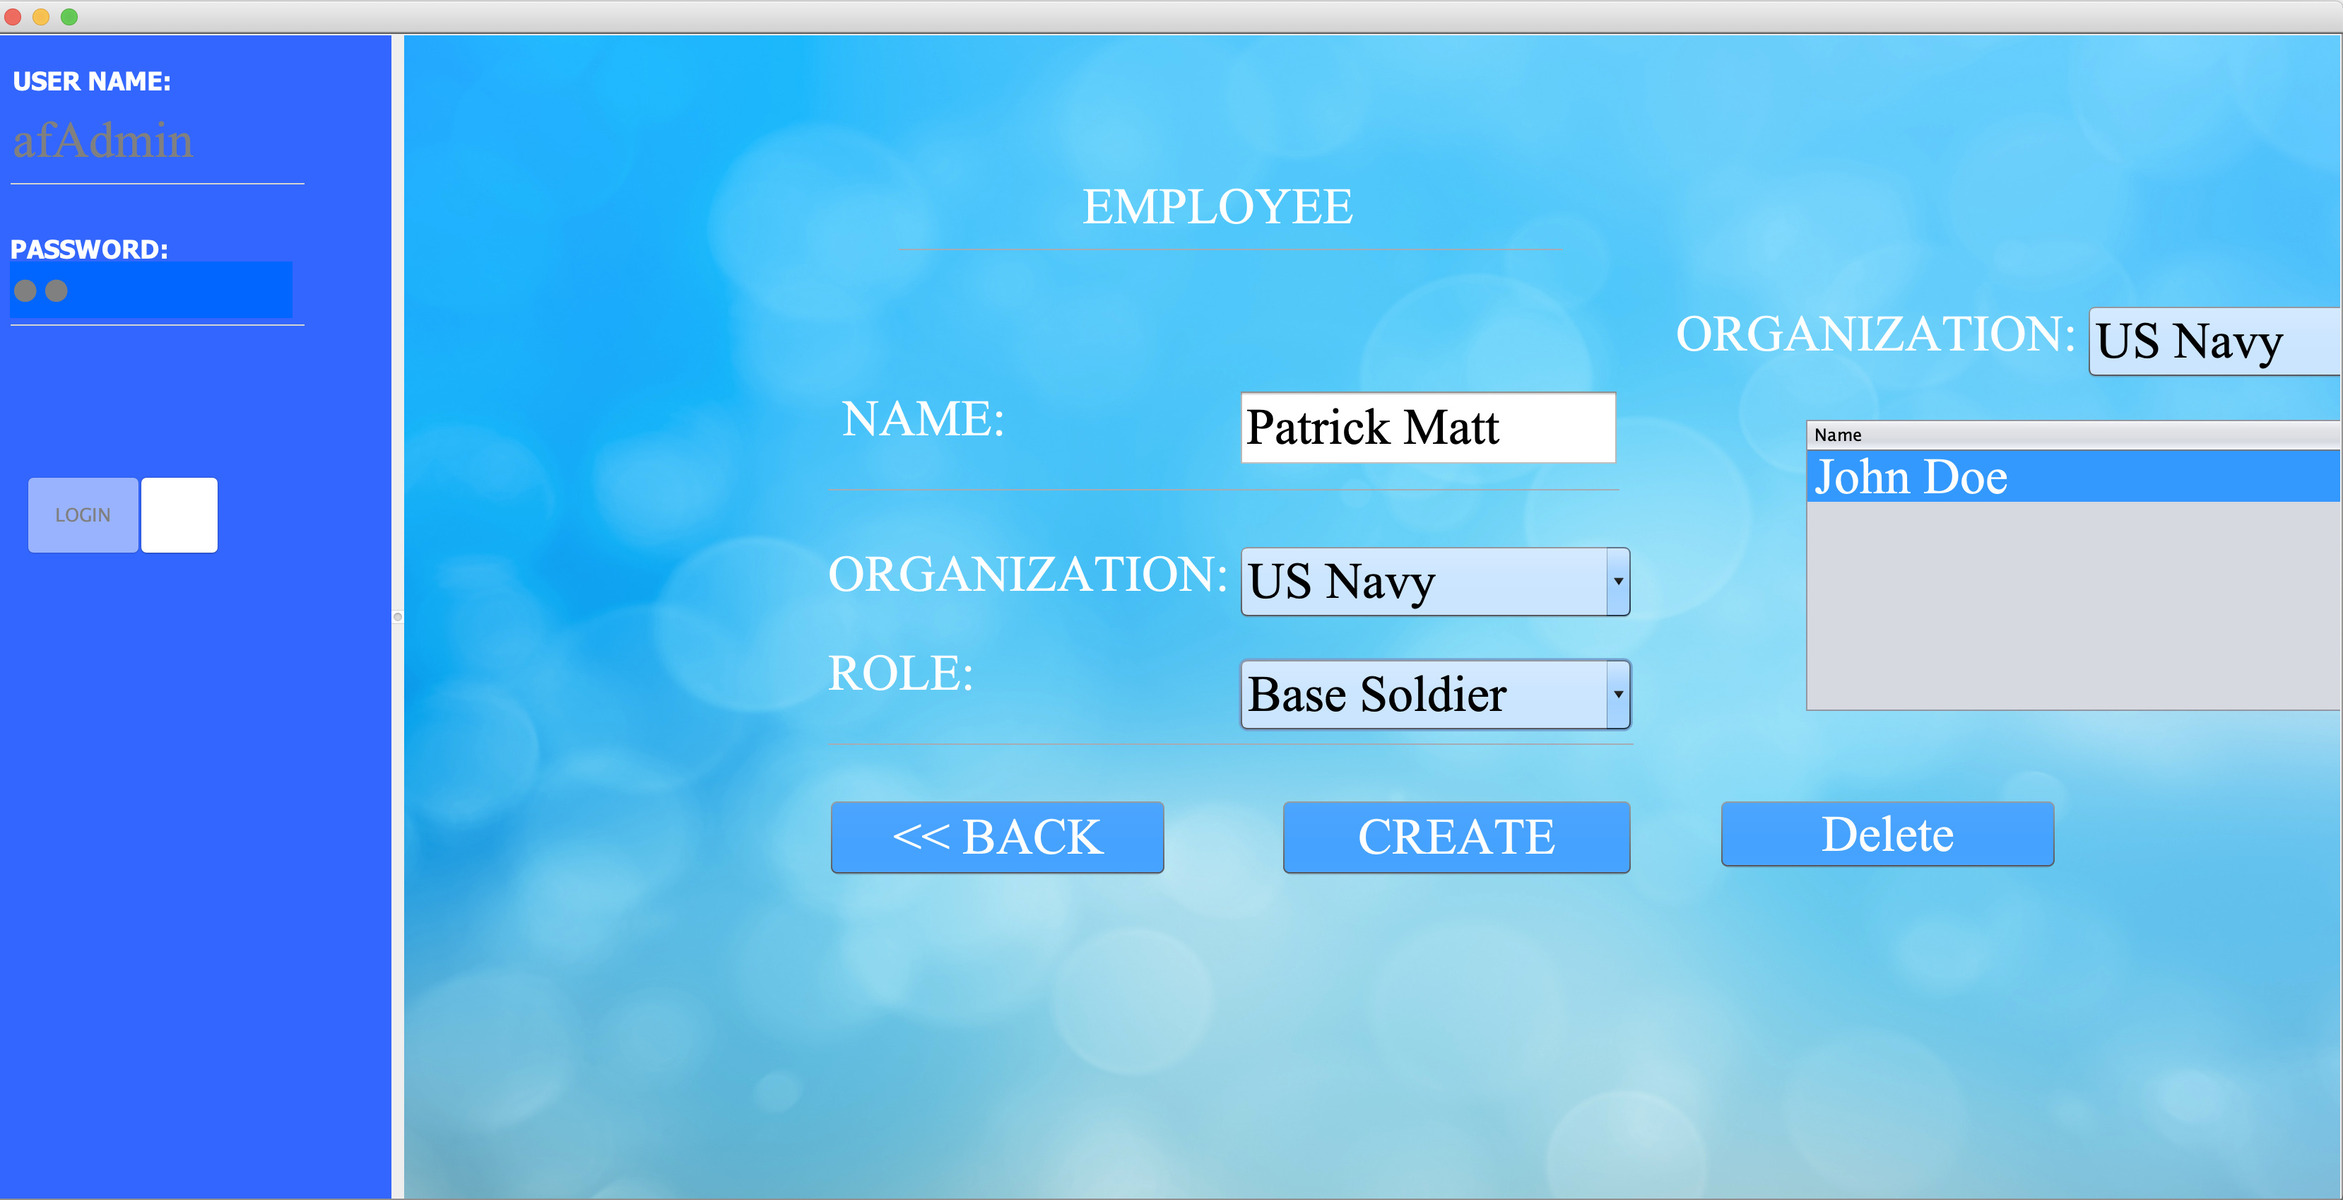 USER NAME:
afAdmin
PASSWORD:
LOGIN
EMPLOYEE
NAME:
Patrick Matt
ORGANIZATION:
US Navy
ROLE:
Base Soldier
<< BACK
CREATE
ORGANIZATION:
US Navy
Name
John Doe
Delete